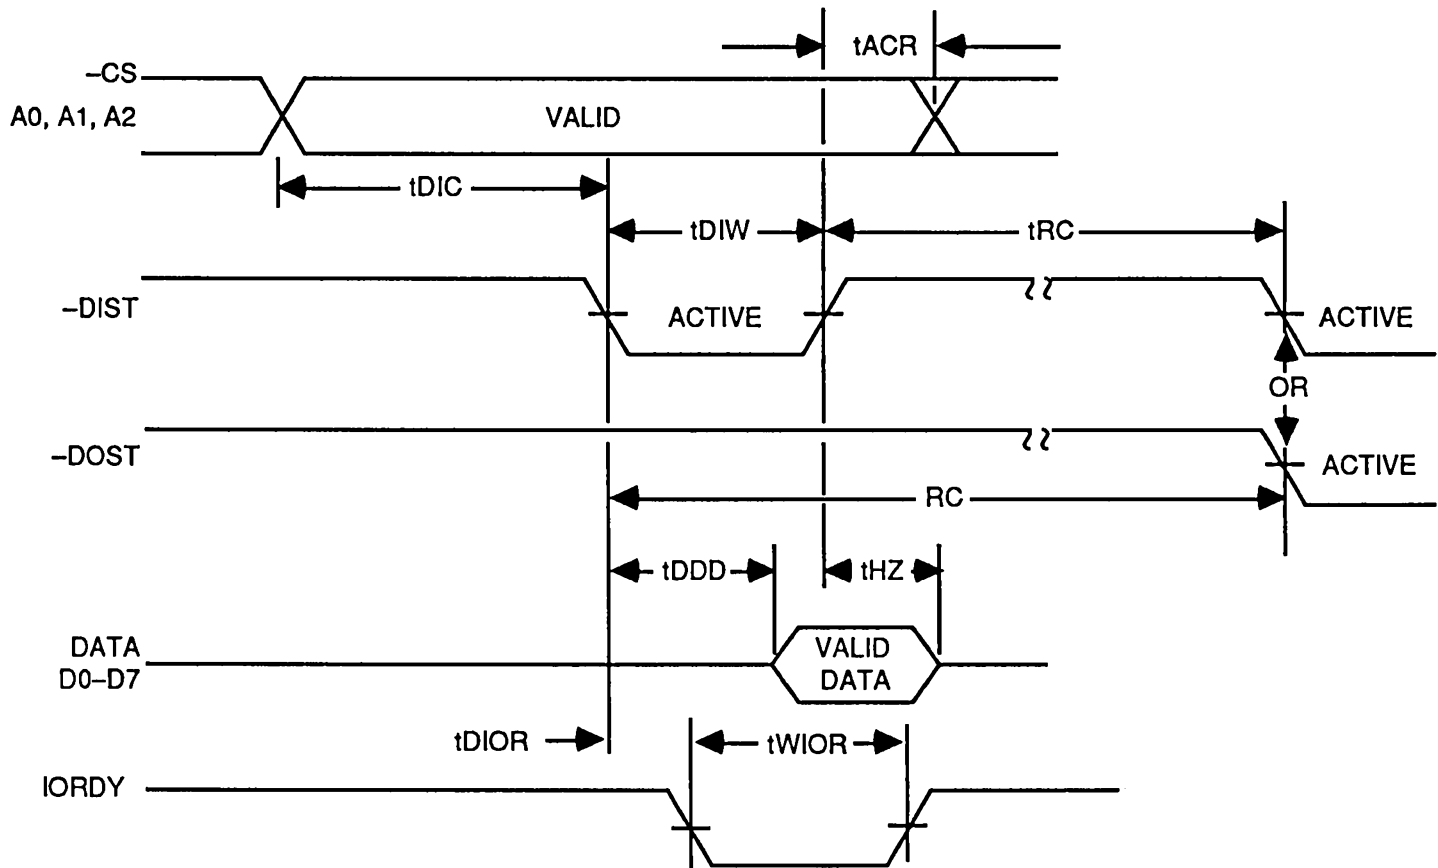 tACR
–CS
A0, A1, A2
VALID
tDIC
tDIW
tRC
–DIST
ACTIVE
ACTIVE
OR
–DOST
ACTIVE
RC
tDDD
tHZ
DATA
D0–D7
VALID
DATA
tDIOR
tWIOR
IORDY